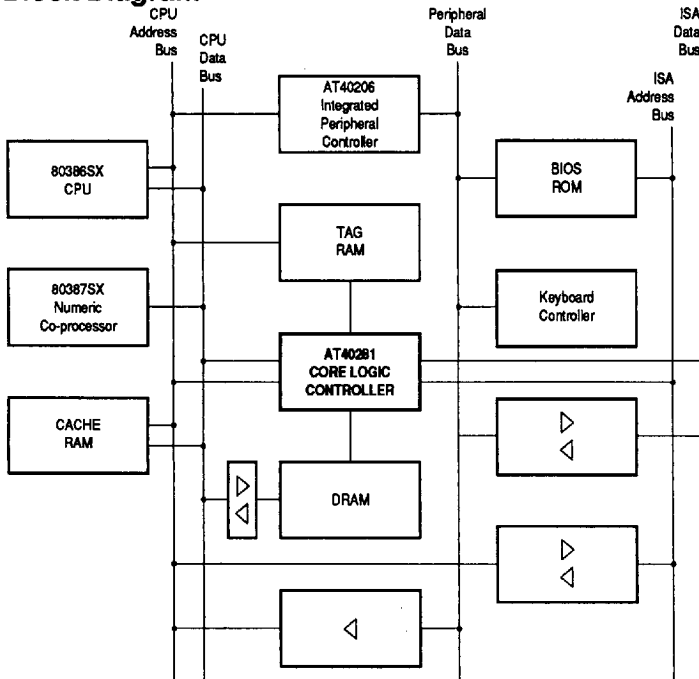 Block Diagram
CPU
Address
Bus
CPU
Data
Bus
Peripheral
Data
Bus
ISA
Data
Bus
ISA
Address
Bus
AT40206
Integrated
Peripheral
Controller
80386SX
CPU
BIOS
ROM
TAG
RAM
80387SX
Numeric
Co-processor
Keyboard
Controller
AT40281
CORE LOGIC
CONTROLLER
CACHE
RAM
DRAM